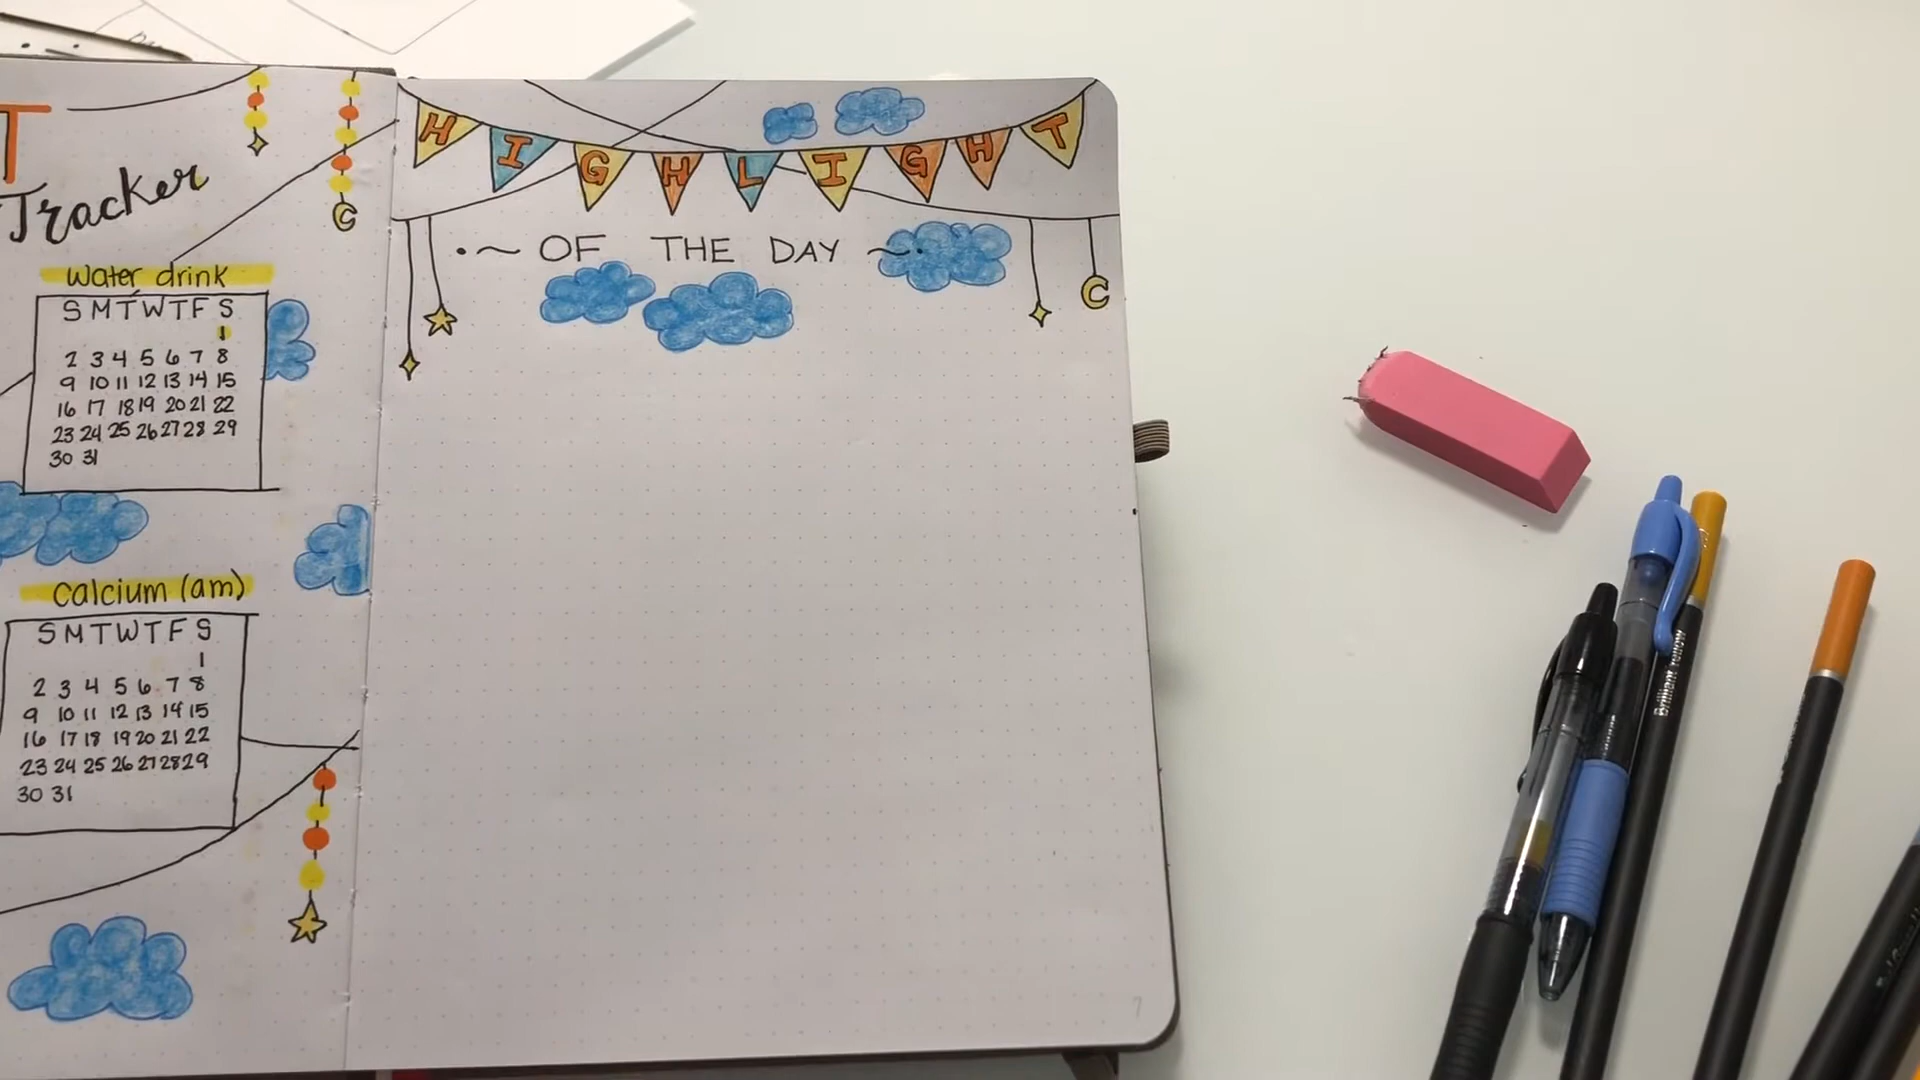 T
Tracker
water drink
S M T W T F S
1
2 3 4 5 6 7 8
9 10 11 12 13 14 15
16 17 18 19 20 21 22
23 24 25 26 27 28 29
30 31
Calcium (am)
S M T W T F S
1
2 3 4 5 6 7 8
9 10 11 12 13 14 15
16 17 18 19 20 21 22
23 24 25 26 27 28 29
30 31
HIGHLIGHT
•~ OF THE DAY ~•
7
Brilliant Yellow